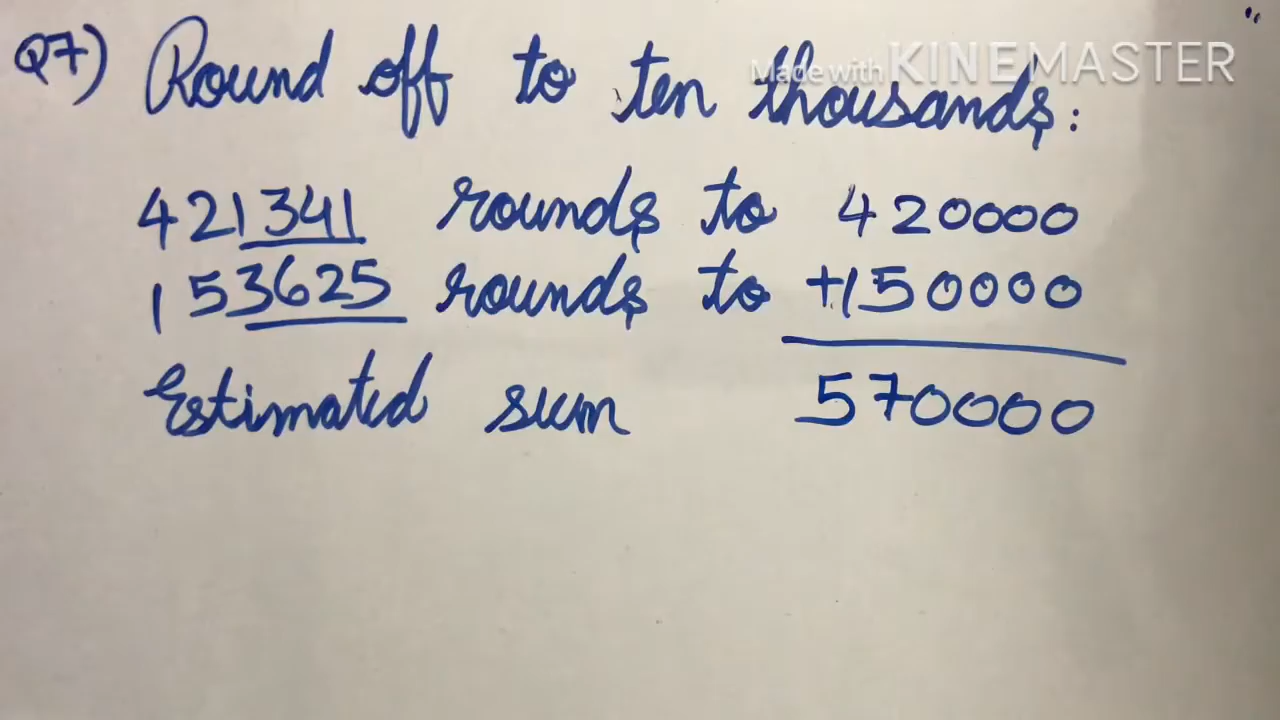 Made with KINEMASTER
Q7) Round off to ten thousands:
421341 rounds to 420000
153625 rounds to +150000
Estimated sum 570000